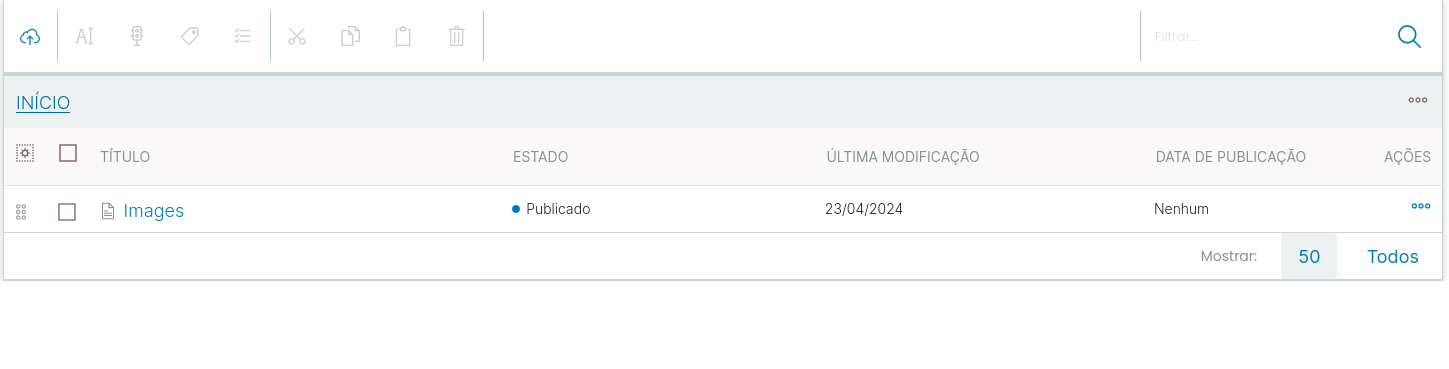 Filtrar...
INÍCIO
TÍTULO ESTADO ÚLTIMA MODIFICAÇÃO DATA DE PUBLICAÇÃO AÇÕES
Images Publicado 23/04/2024 Nenhum
Mostrar: 50 Todos